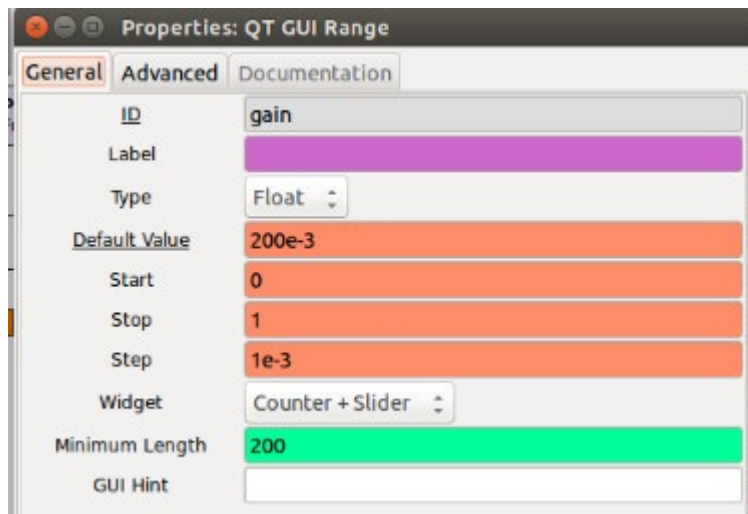 Properties: QT GUI Range
General Advanced Documentation
ID gain
Label
Type Float
Default Value 200e-3
Start 0
Stop 1
Step 1e-3
Widget Counter + Slider
Minimum Length 200
GUI Hint